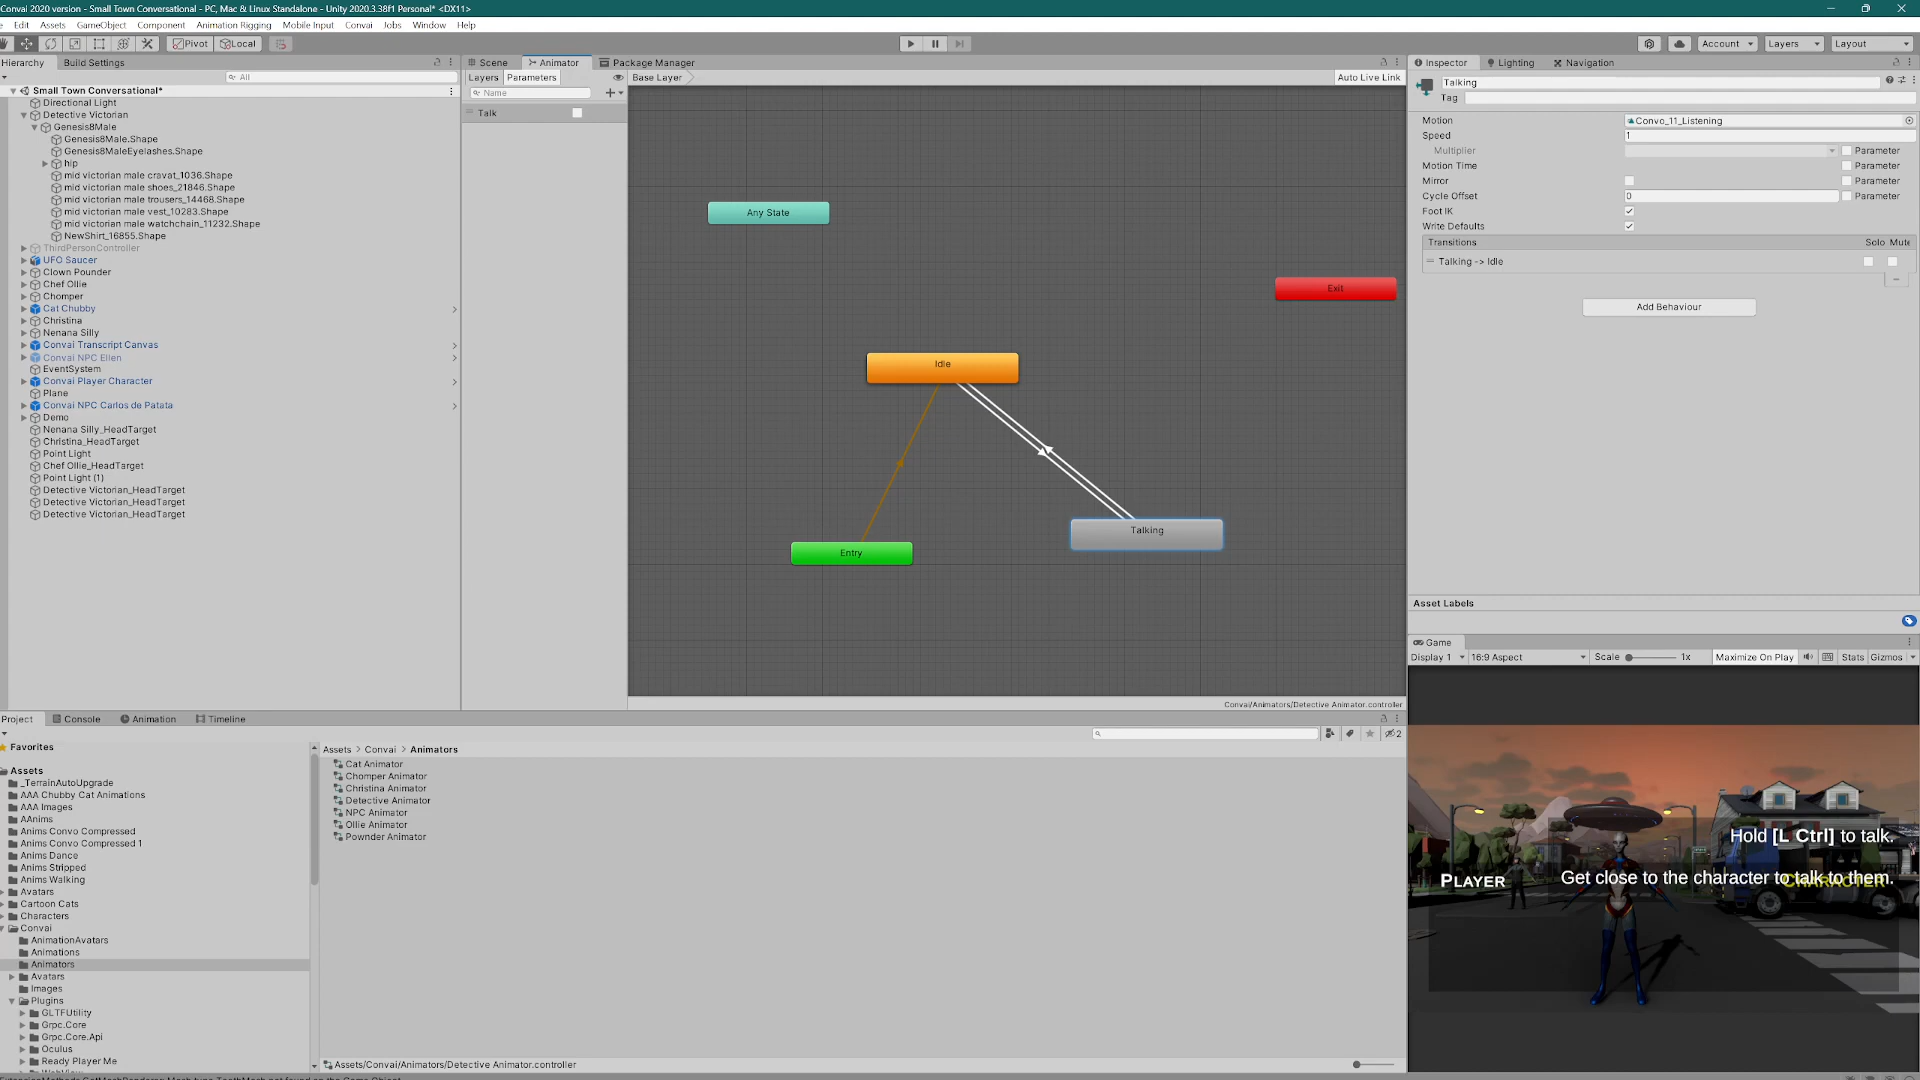 Convai 2020 version - Small Town Conversational - PC, Mac & Linux Standalone - Unity 2020.3.38f1 Personal* <DX11>
Edit Assets GameObject Component Animation Rigging Mobile Input Convai Jobs Window Help
Pivot Local Account Layers Layout
Hierarchy Build Settings
All
Small Town Conversational*
Directional Light
Detective Victorian
Genesis8Male
Genesis8Male.Shape
Genesis8MaleEyelashes.Shape
hip
mid victorian male cravat_1036.Shape
mid victorian male shoes_21846.Shape
mid victorian male trousers_14468.Shape
mid victorian male vest_10283.Shape
mid victorian male watchchain_11232.Shape
NewShirt_16855.Shape
ThirdPersonController
UFO Saucer
Clown Pounder
Chef Ollie
Chomper
Cat Chubby
Christina
Nenana Silly
Convai Transcript Canvas
Convai NPC Ellen
EventSystem
Convai Player Character
Plane
Convai NPC Carlos de Patata
Demo
Nenana Silly_HeadTarget
Christina_HeadTarget
Point Light
Chef Ollie_HeadTarget
Point Light (1)
Detective Victorian_HeadTarget
Detective Victorian_HeadTarget
Detective Victorian_HeadTarget
Scene Animator Package Manager
Layers Parameters Base Layer Auto Live Link
Name
Talk
Any State
Exit
Idle
Talking
Entry
Convai/Animators/Detective Animator.controller
Inspector Lighting Navigation
Talking
Tag
Motion Convo_11_Listening
Speed 1
Multiplier Parameter
Motion Time Parameter
Mirror Parameter
Cycle Offset 0 Parameter
Foot IK
Write Defaults
Transitions Solo Mute
Talking -> Idle
Add Behaviour
Asset Labels
Game
Display 1 16:9 Aspect Scale 1x Maximize On Play Stats Gizmos
Hold [L Ctrl] to talk.
Get close to the character to talk to them.
PLAYER
CHARACTER
Project Console Animation Timeline
2
Favorites
Assets
_TerrainAutoUpgrade
AAA Chubby Cat Animations
AAA Images
AAnims
Anims Convo Compressed
Anims Convo Compressed 1
Anims Dance
Anims Stripped
Anims Walking
Avatars
Cartoon Cats
Characters
Convai
AnimationAvatars
Animations
Animators
Avatars
Images
Plugins
GLTFUtility
Grpc.Core
Grpc.Core.Api
Oculus
Ready Player Me
Assets > Convai > Animators
Cat Animator
Chomper Animator
Christina Animator
Detective Animator
NPC Animator
Ollie Animator
Pownder Animator
Assets/Convai/Animators/Detective Animator.controller